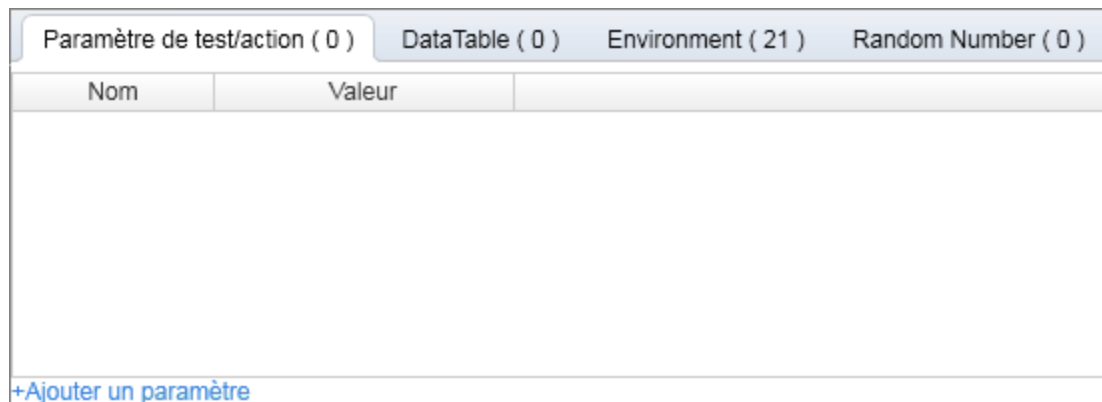 Paramètre de test/action ( 0 ) DataTable ( 0 ) Environment ( 21 ) Random Number ( 0 )
Nom Valeur
+Ajouter un paramètre